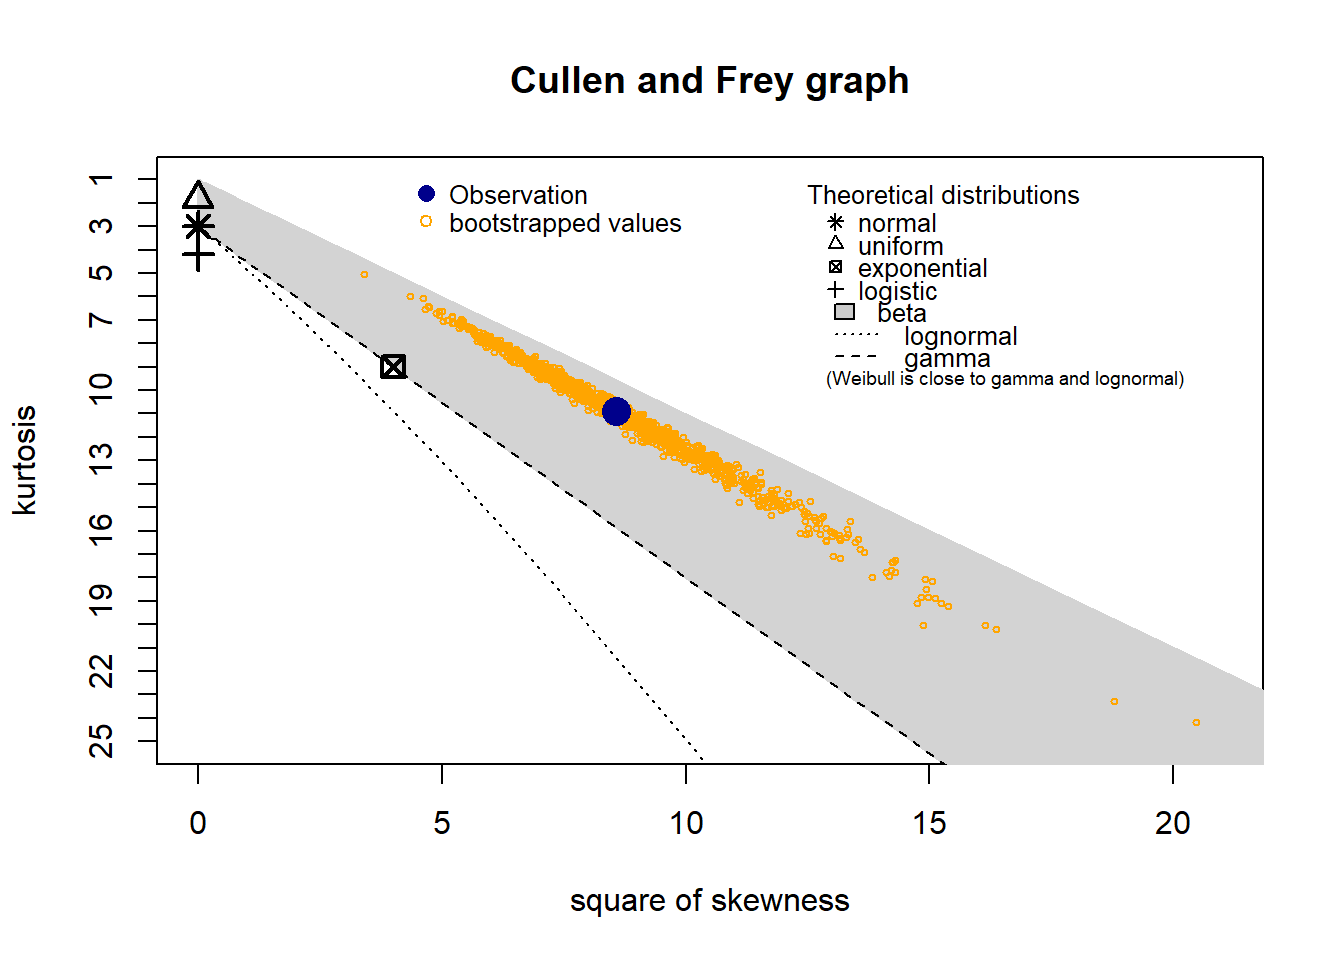 Cullen and Frey graph
Observation
bootstrapped values
Theoretical distributions
normal
uniform
exponential
logistic
beta
lognormal
gamma
(Weibull is close to gamma and lognormal)
kurtosis
1
3
5
7
10
13
16
19
22
25
0 5 10 15 20
square of skewness